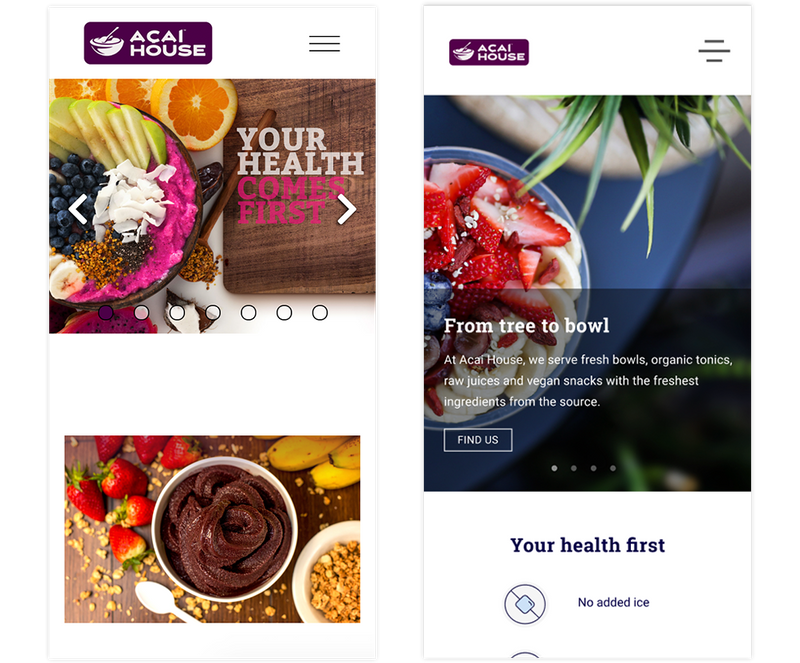 ACAI
HOUSE
YOUR
HEALTH
COMES
FIRST
ACAI
HOUSE
From tree to bowl
At Acai House, we serve fresh bowls, organic tonics,
raw juices and vegan snacks with the freshest
ingredients from the source.
FIND US
Your health first
No added ice